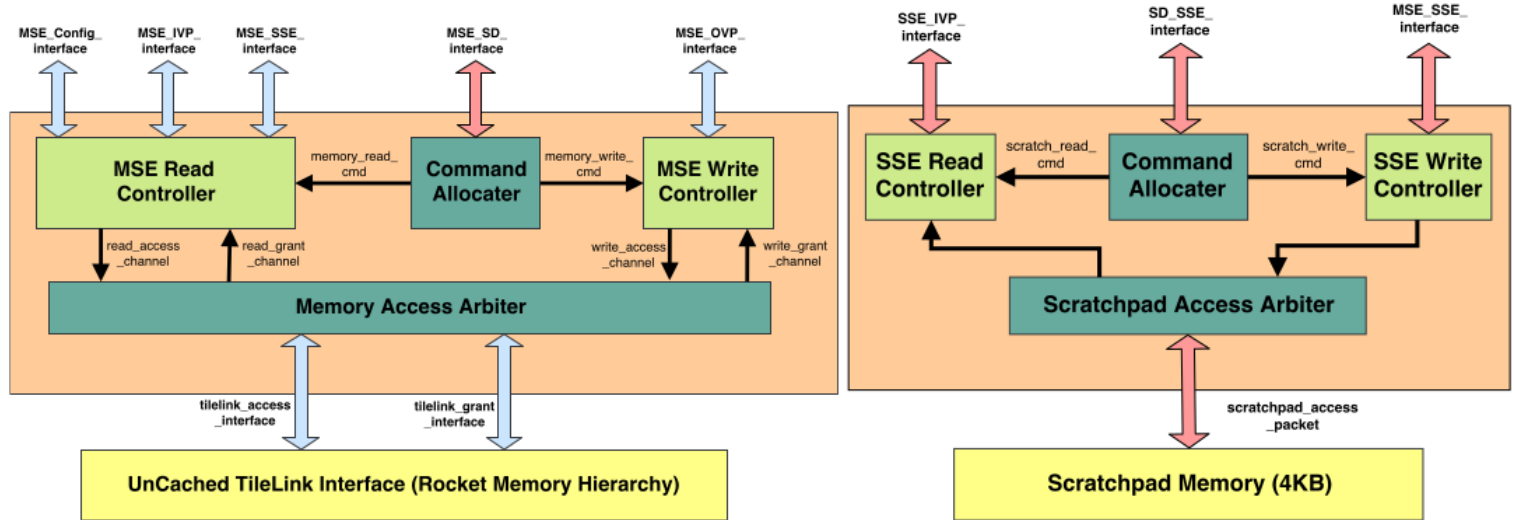 MSE_Config_
interface
MSE_IVP_
interface
MSE_SSE_
interface
MSE_SD_
interface
MSE_OVP_
interface
MSE Read
Controller
memory_read_
cmd
Command
Allocater
memory_write_
cmd
MSE Write
Controller
read_access
_channel
read_grant
_channel
write_access
_channel
write_grant
_channel
Memory Access Arbiter
tilelink_access
_interface
tilelink_grant
_interface
UnCached TileLink Interface (Rocket Memory Hierarchy)
SSE_IVP_
interface
SD_SSE_
interface
MSE_SSE_
interface
SSE Read
Controller
scratch_read_
cmd
Command
Allocater
scratch_write_
cmd
SSE Write
Controller
Scratchpad Access Arbiter
scratchpad_access
_packet
Scratchpad Memory (4KB)